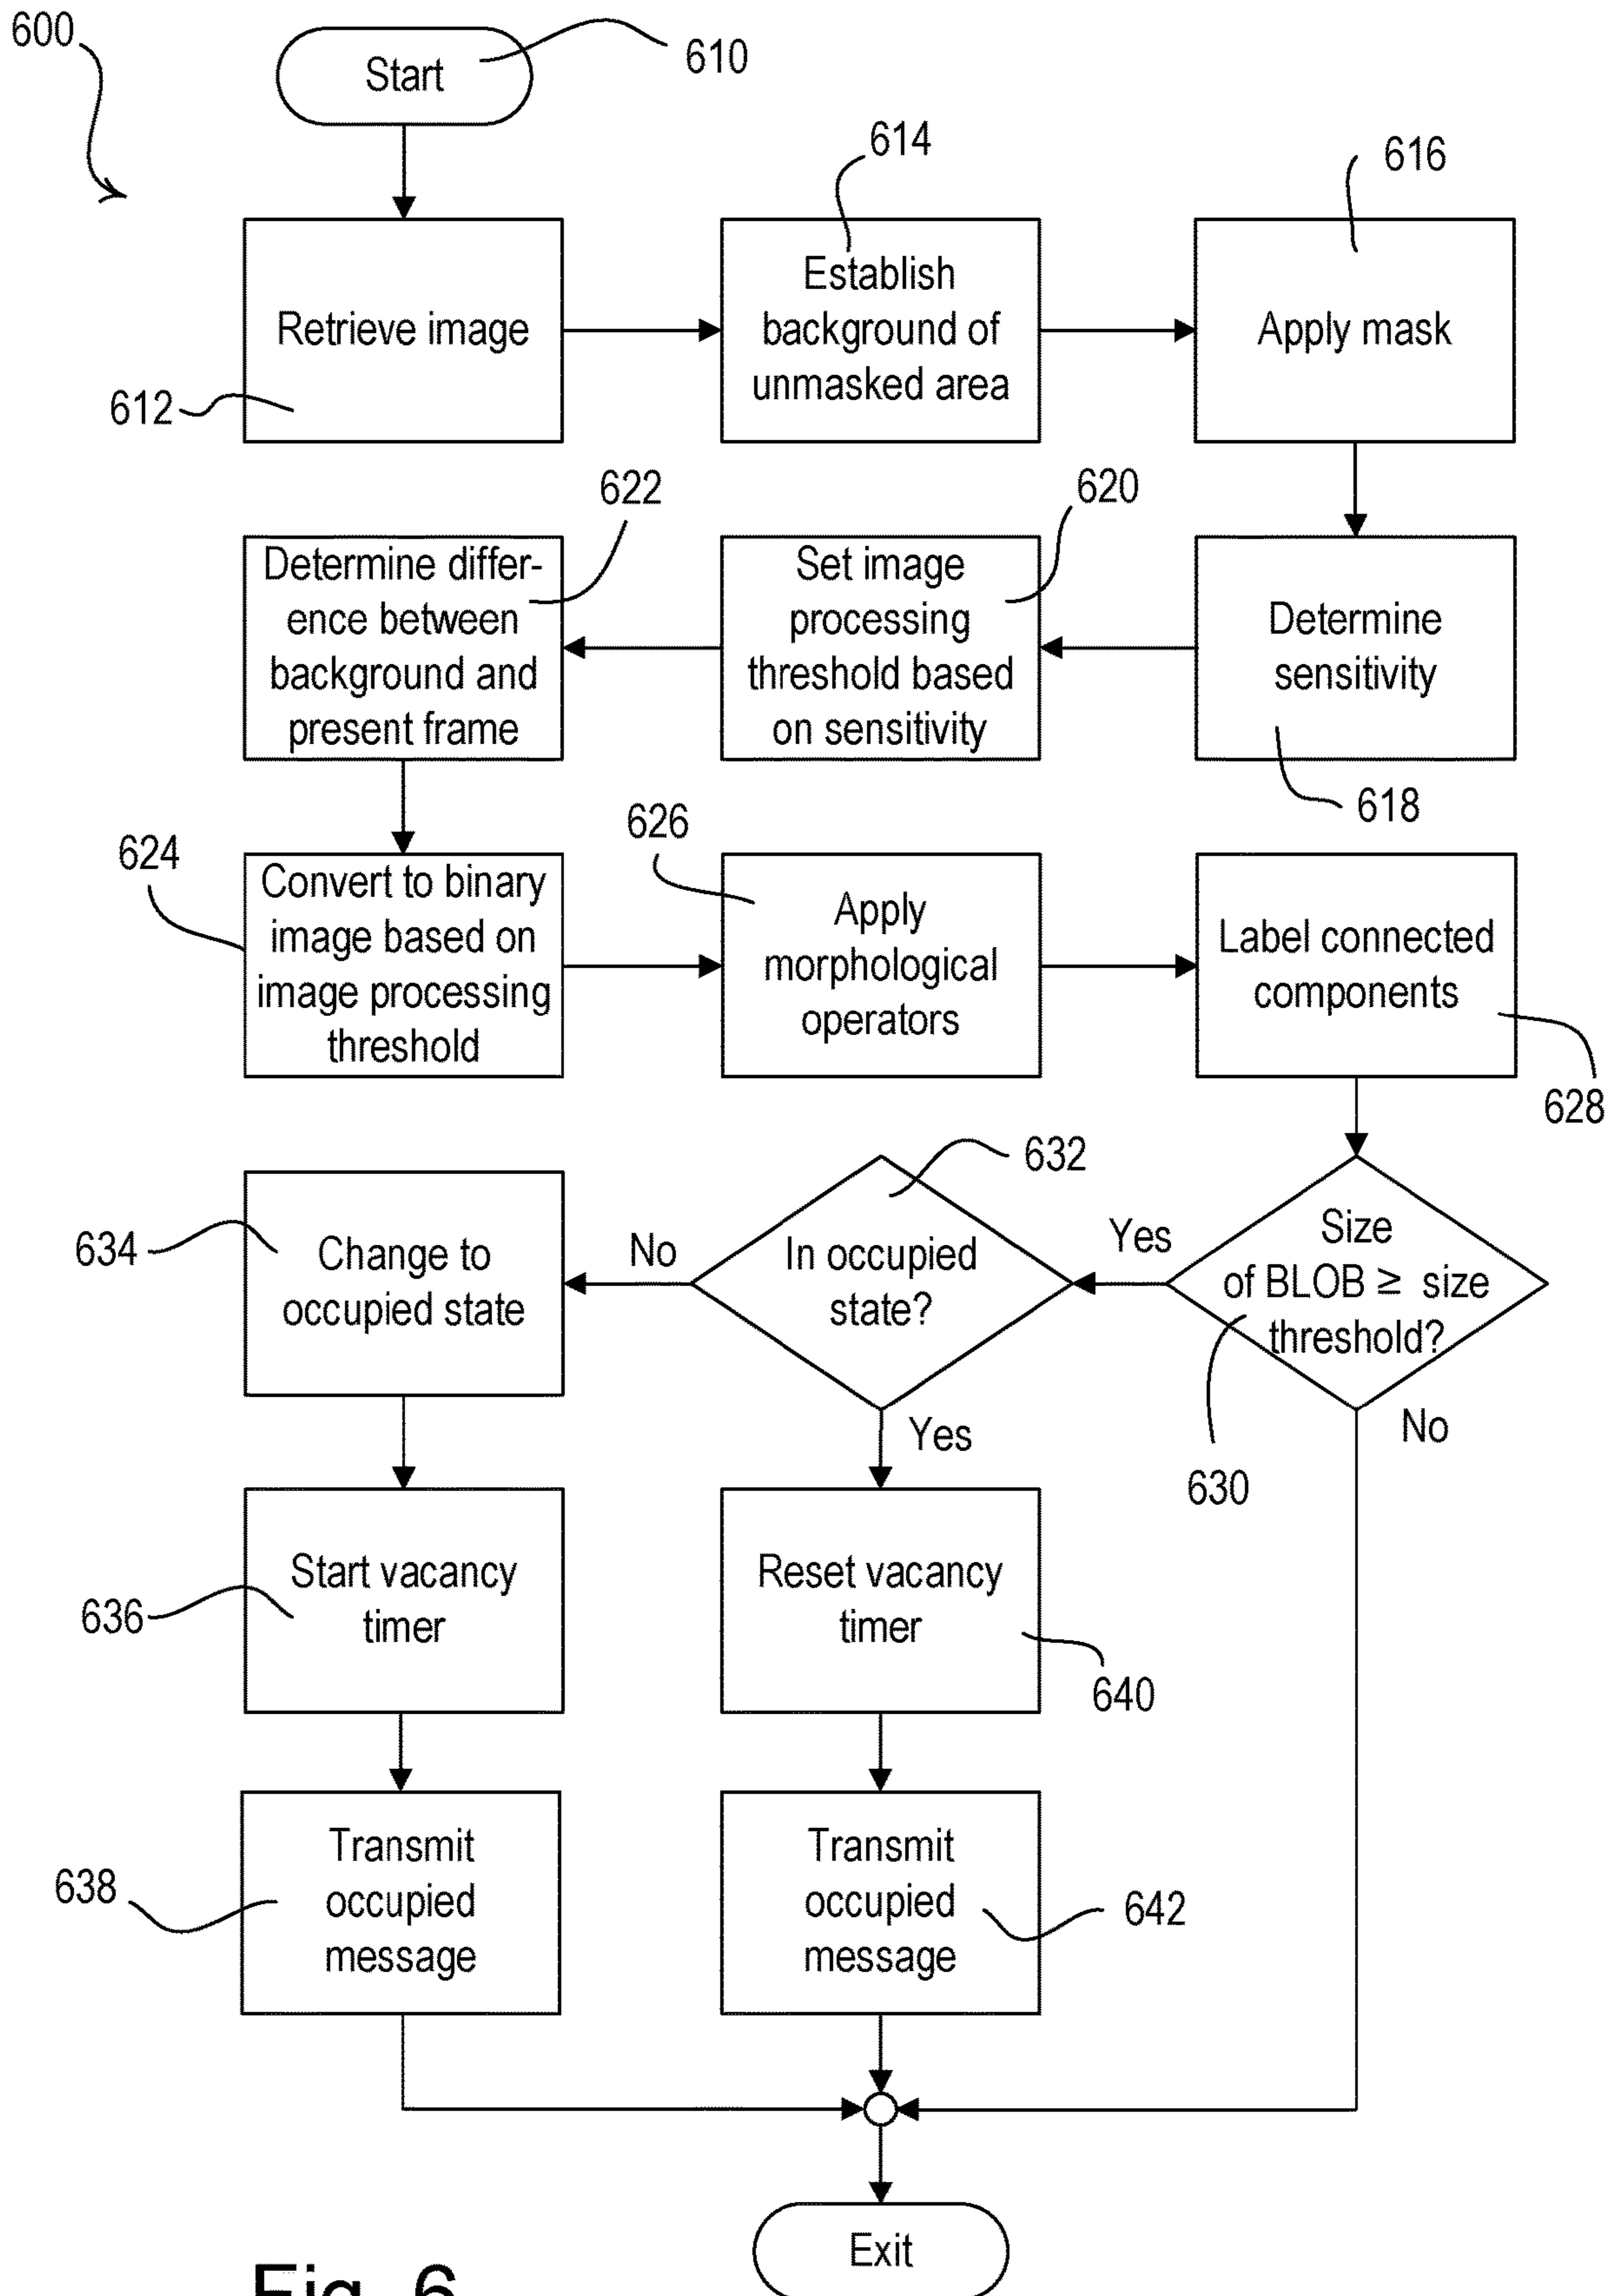 600
Start
610
614
616
Retrieve image
612
Establish
background of
unmasked area
Apply mask
622
620
Determine differ-
ence between
background and
present frame
Set image
processing
threshold based
on sensitivity
Determine
sensitivity
618
624
626
Convert to binary
image based on
image processing
threshold
Apply
morphological
operators
Label connected
components
628
632
634
Change to
occupied state
No
In occupied
state?
Yes
Size
of BLOB ≥ size
threshold?
630
Yes
No
636
Start vacancy
timer
Reset vacancy
timer
640
638
Transmit
occupied
message
Transmit
occupied
message
642
Exit
Fig. 6